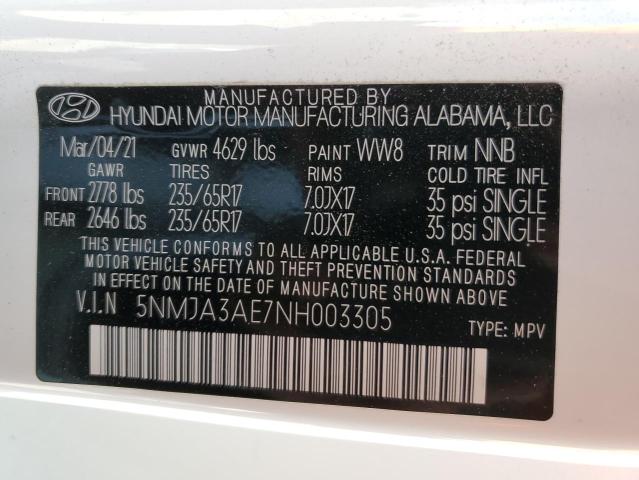 MANUFACTURED BY
HYUNDAI MOTOR MANUFACTURING ALABAMA, LLC
Mar/04/21 GVWR 4629 lbs PAINT WW8 TRIM NNB
GAWR TIRES RIMS COLD TIRE INFL
FRONT 2778 lbs 235/65R17 7.0JX17 35 psi SINGLE
REAR 2646 lbs 235/65R17 7.0JX17 35 psi SINGLE
THIS VEHICLE CONFORMS TO ALL APPLICABLE U.S.A. FEDERAL
MOTOR VEHICLE SAFETY AND THEFT PREVENTION STANDARDS
IN EFFECT ON THE DATE OF MANUFACTURE SHOWN ABOVE.
V.I.N 5NMJA3AE7NH003305
TYPE: MPV